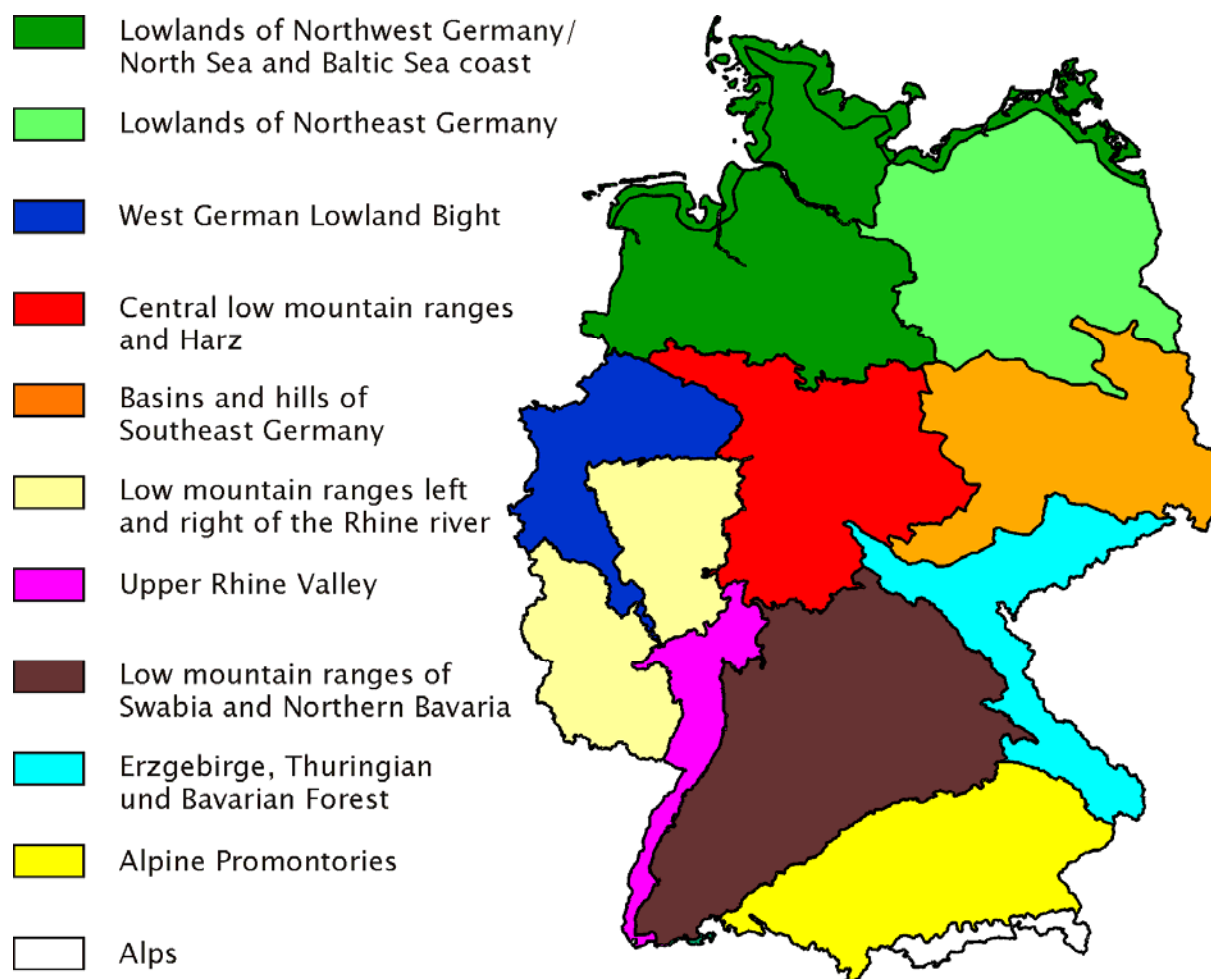 Lowlands of Northwest Germany/
North Sea and Baltic Sea coast
Lowlands of Northeast Germany
West German Lowland Bight
Central low mountain ranges
and Harz
Basins and hills of
Southeast Germany
Low mountain ranges left
and right of the Rhine river
Upper Rhine Valley
Low mountain ranges of
Swabia and Northern Bavaria
Erzgebirge, Thuringian
und Bavarian Forest
Alpine Promontories
Alps